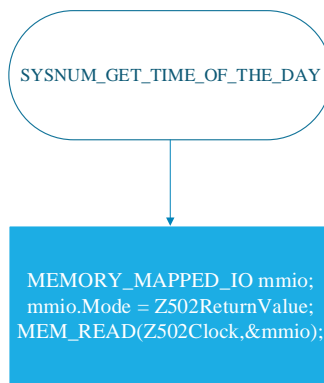 SYSNUM_GET_TIME_OF_THE_DAY
MEMORY_MAPPED_IO mmio;
mmio.Mode = Z502ReturnValue;
MEM_READ(Z502Clock,&mmio);